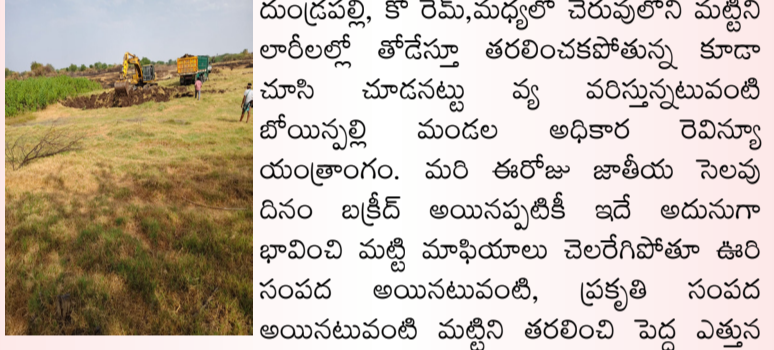 దుండ్రపల్లి, కో రెమ్,మధ్యలో చెరువులోని మట్టిని
లారీలల్లో తోడేస్తూ తరలించకపోతున్న కూడా
చూసి చూడనట్టు వ్య వరిస్తున్నటువంటి
బోయిన్పల్లి మండల అధికార రెవిన్యూ
యంత్రాంగం. మరి ఈరోజు జాతీయ సెలవు
దినం బక్రీద్ అయినప్పటికీ ఇదే అదునుగా
భావించి మట్టి మాఫియాలు చెలరేగిపోతూ ఊరి
సంపద అయినటువంటి, ప్రకృతి సంపద
అయినటువంటి మట్టిని తరలించి పెద్ద ఎత్తున